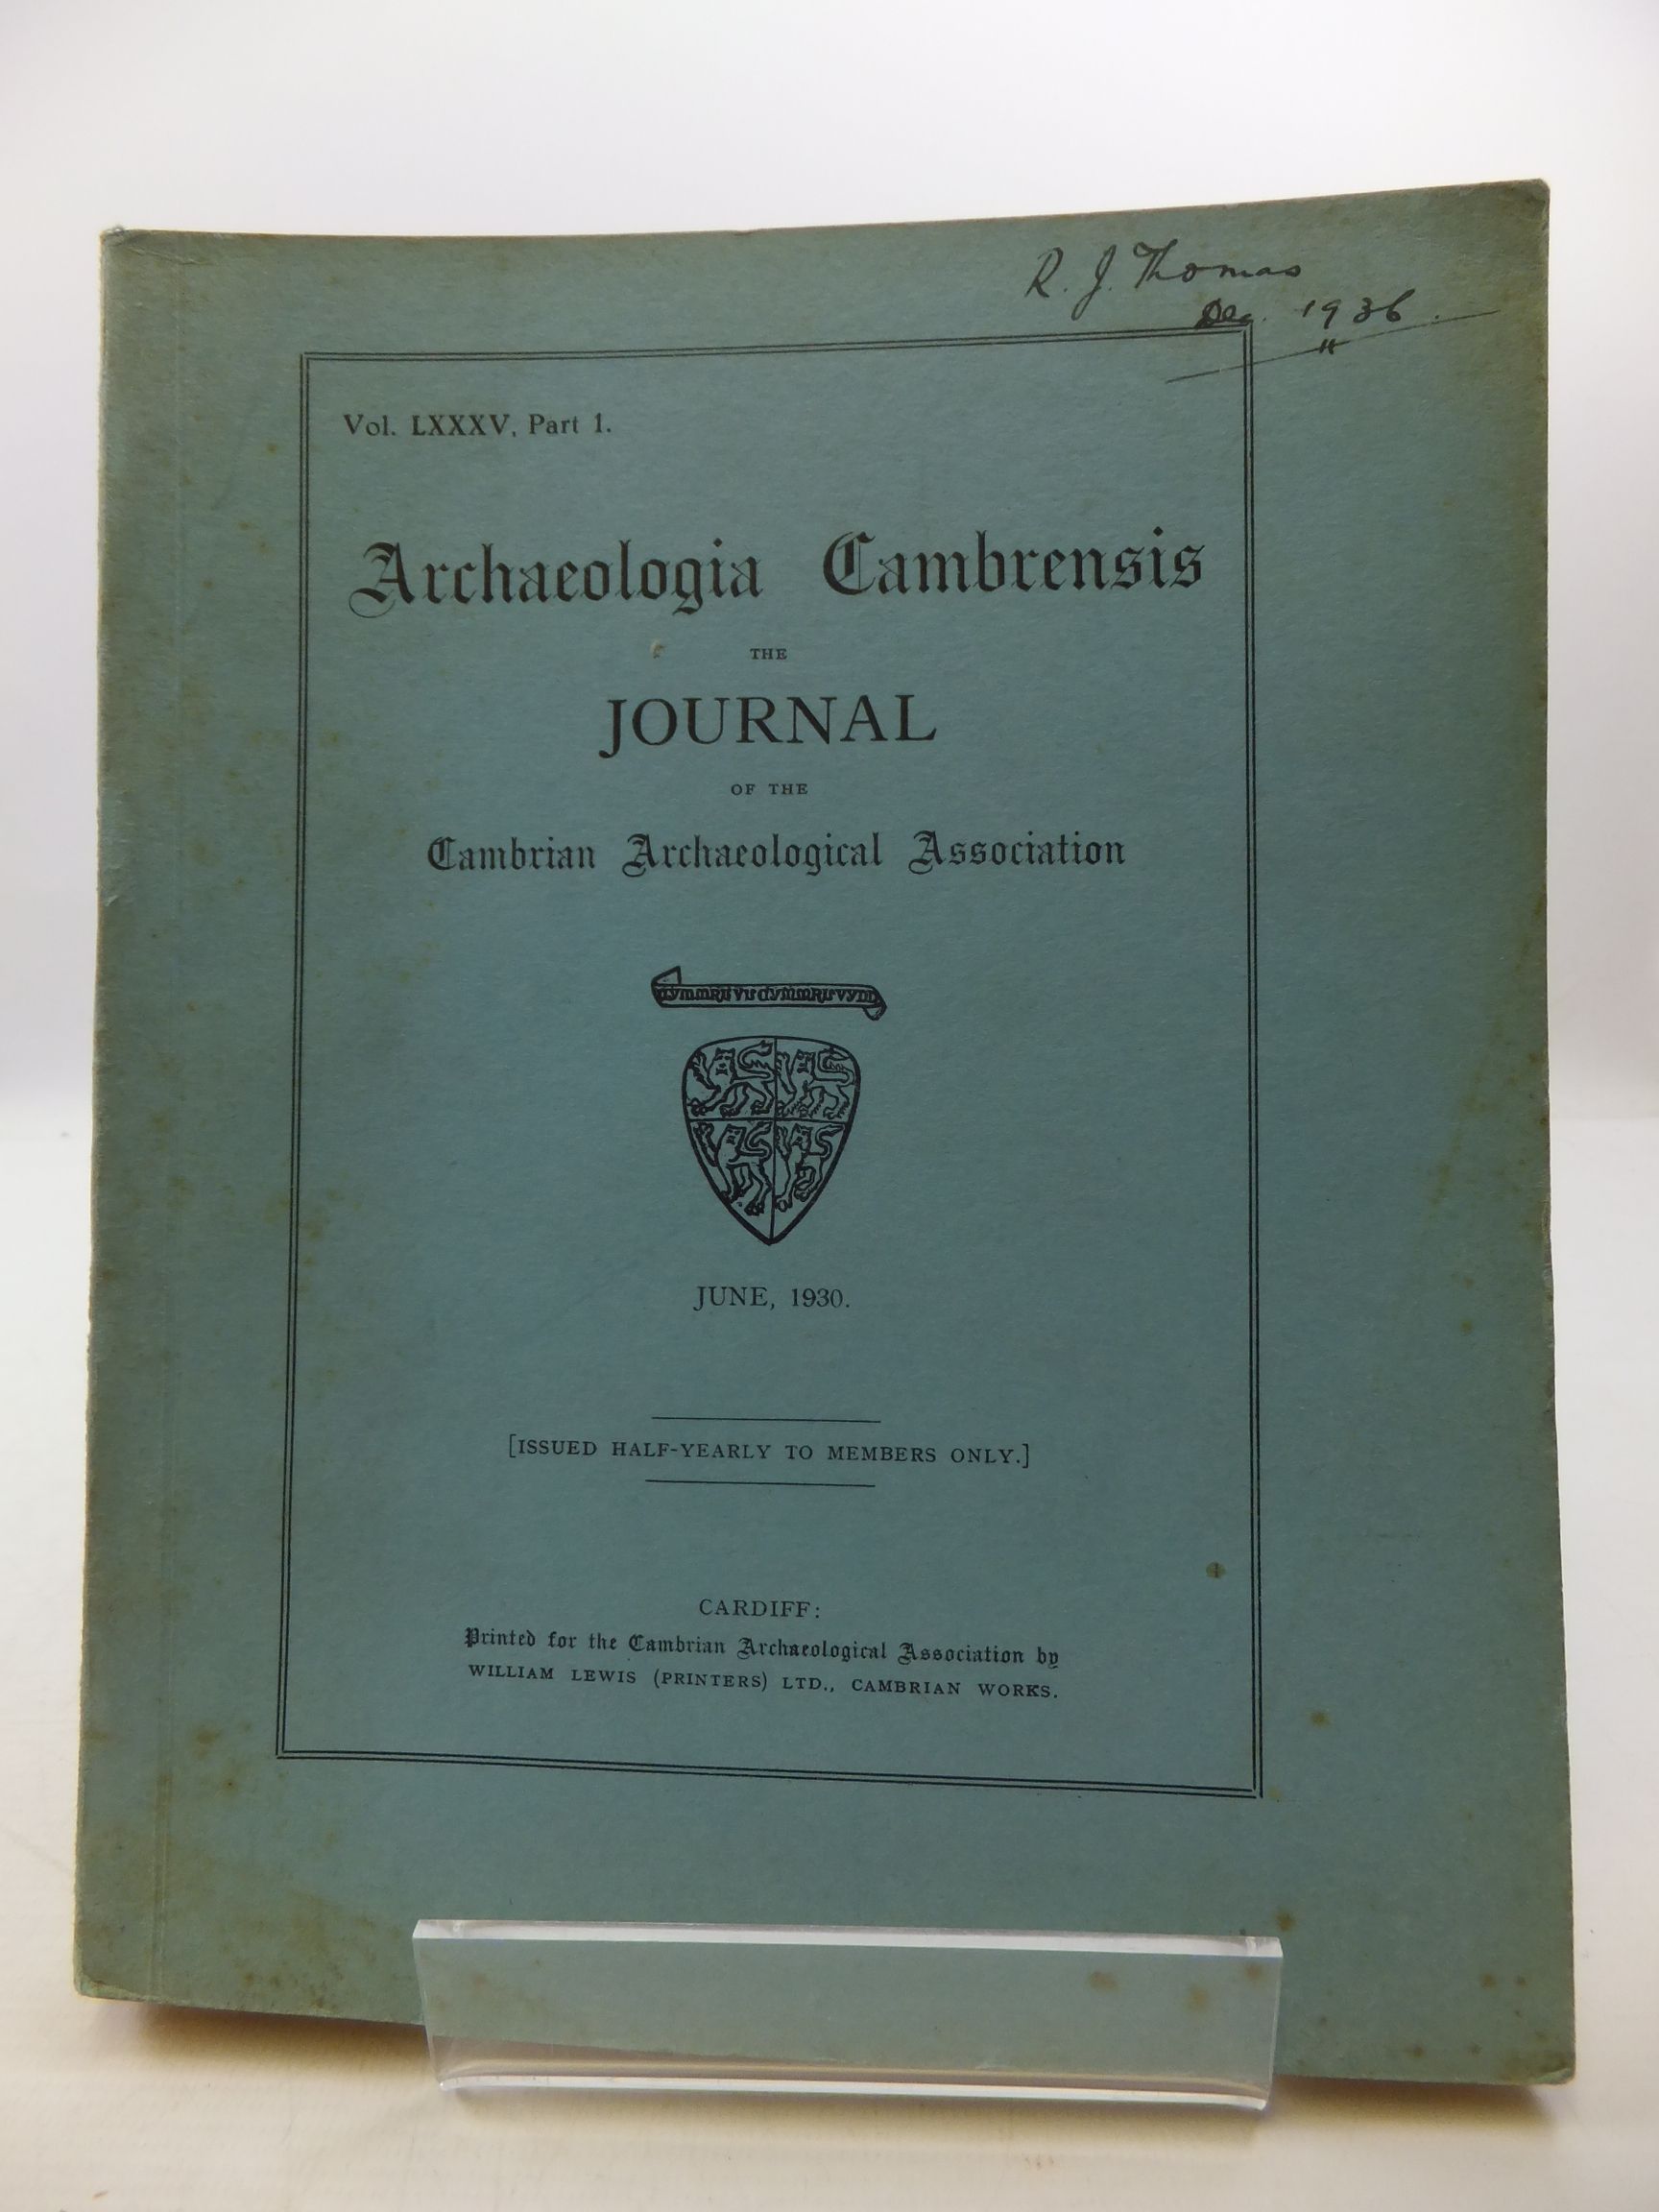 R. J. Thomas
Dec. 1936.
Vol. LXXXV, Part 1.
Archaeologia Cambrensis
THE
JOURNAL
OF THE
Cambrian Archaeological Association
JUNE, 1930.
[ISSUED HALF-YEARLY TO MEMBERS ONLY.]
CARDIFF:
Printed for the Cambrian Archaeological Association by
WILLIAM LEWIS (PRINTERS) LTD., CAMBRIAN WORKS.